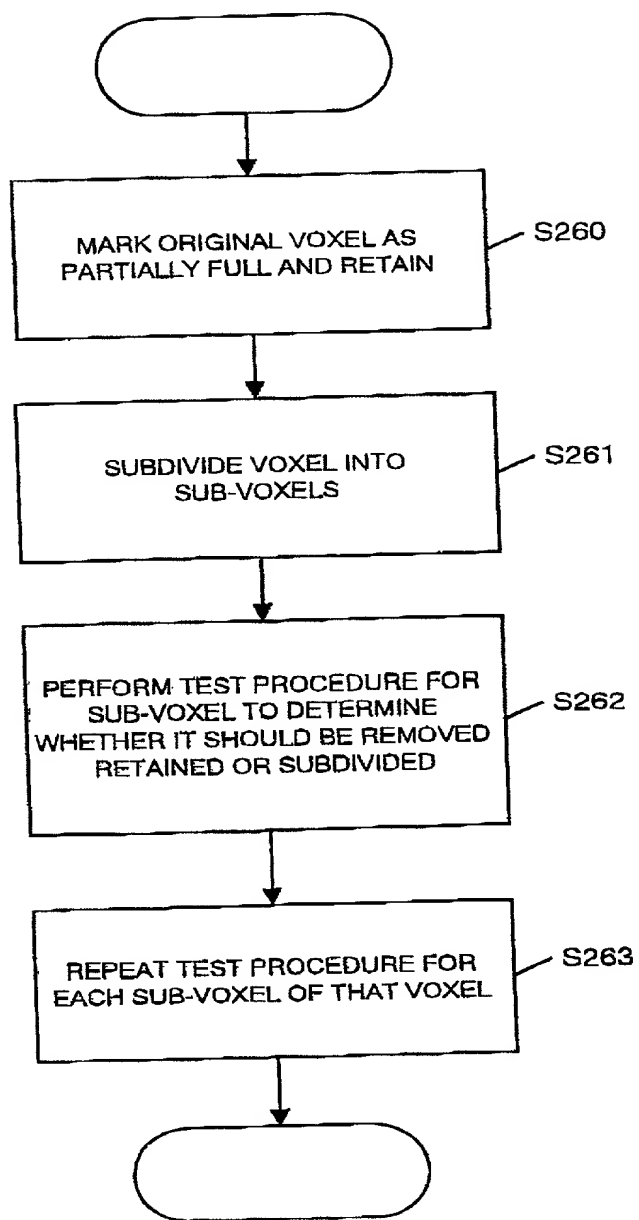 MARK ORIGINAL VOXEL AS
PARTIALLY FULL AND RETAIN
S260
SUBDIVIDE VOXEL INTO
SUB-VOXELS
S261
PERFORM TEST PROCEDURE FOR
SUB-VOXEL TO DETERMINE
WHETHER IT SHOULD BE REMOVED
RETAINED OR SUBDIVIDED
S262
REPEAT TEST PROCEDURE FOR
EACH SUB-VOXEL OF THAT VOXEL
S263